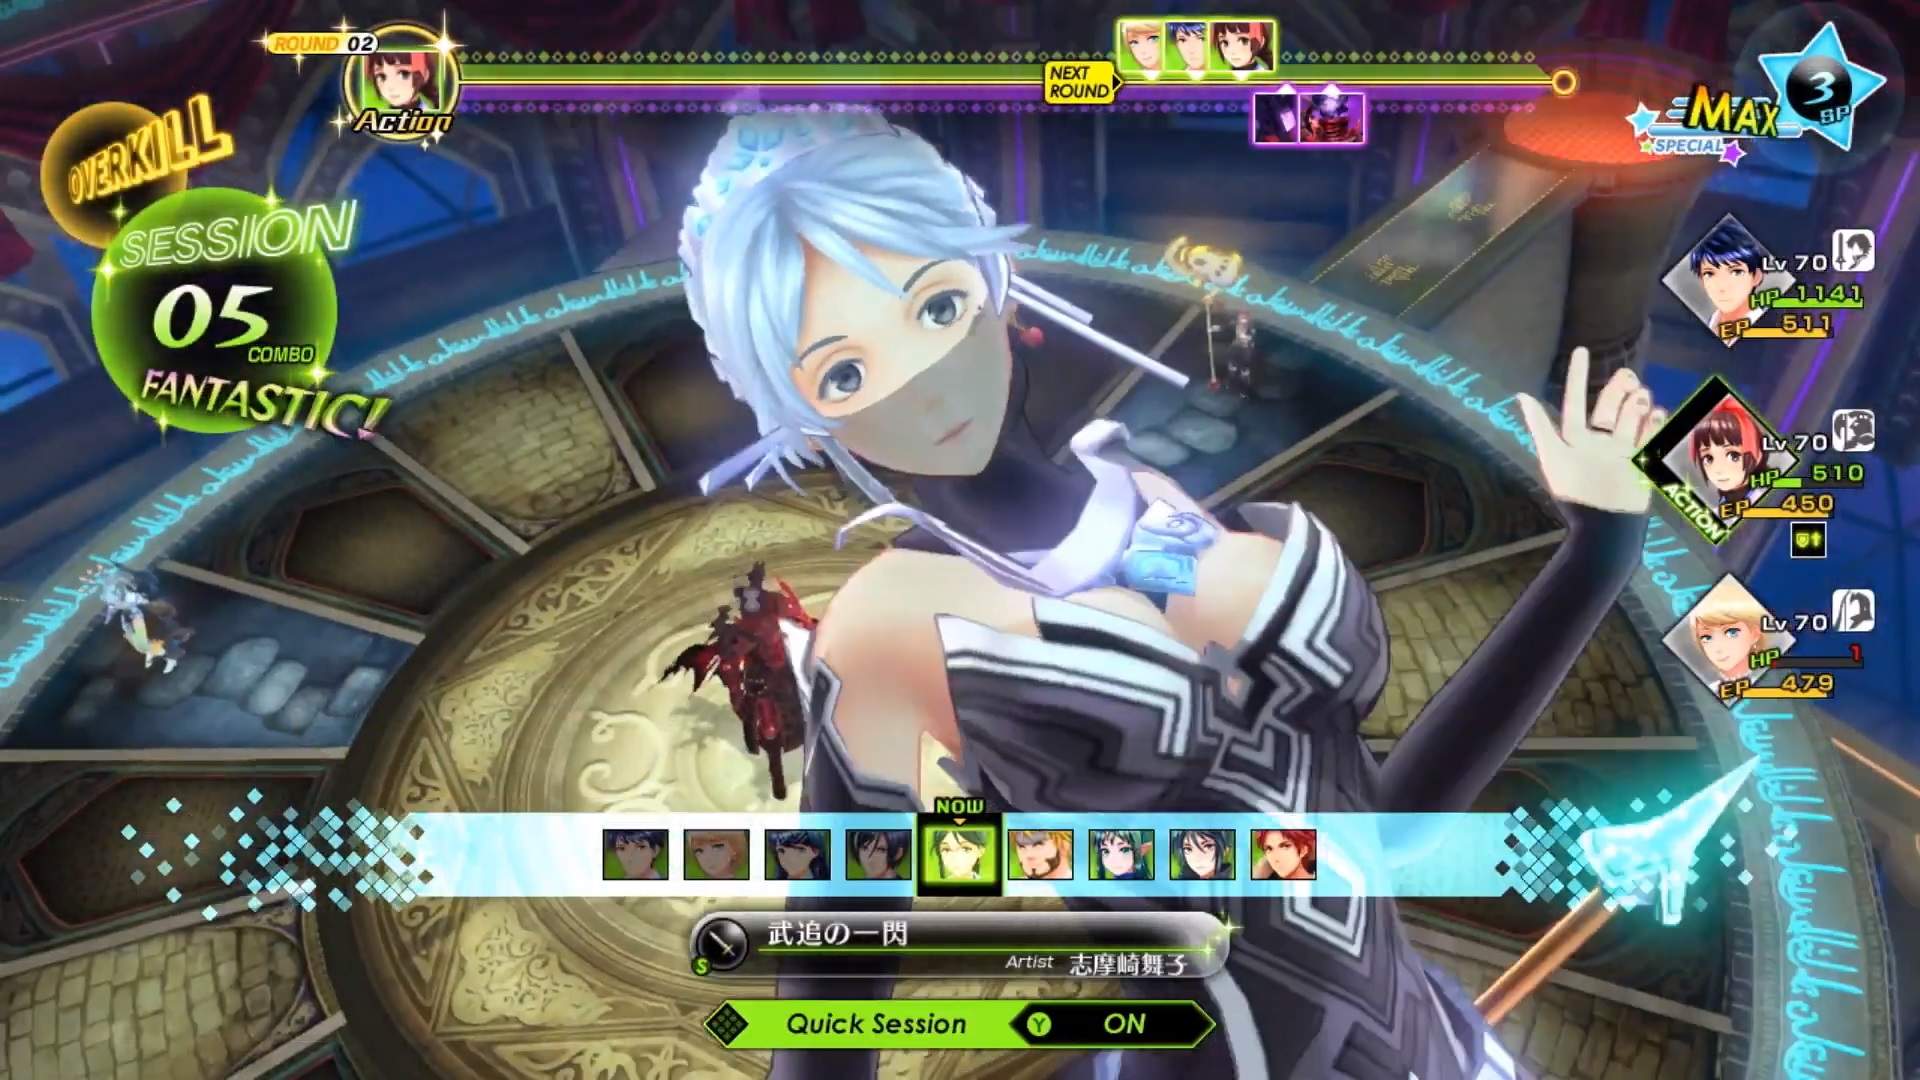 ROUND 02
Action
NEXT
ROUND
3
SP
MAX
SPECIAL
OVERKILL
SESSION
05
COMBO
FANTASTIC!
Lv 70
HP 1141
EP 511
Lv 70
HP 510
EP 450
ACTION
Lv 70
HP 1
EP 479
NOW
S
武追の一閃
Artist 志摩崎舞子
Quick Session Y ON